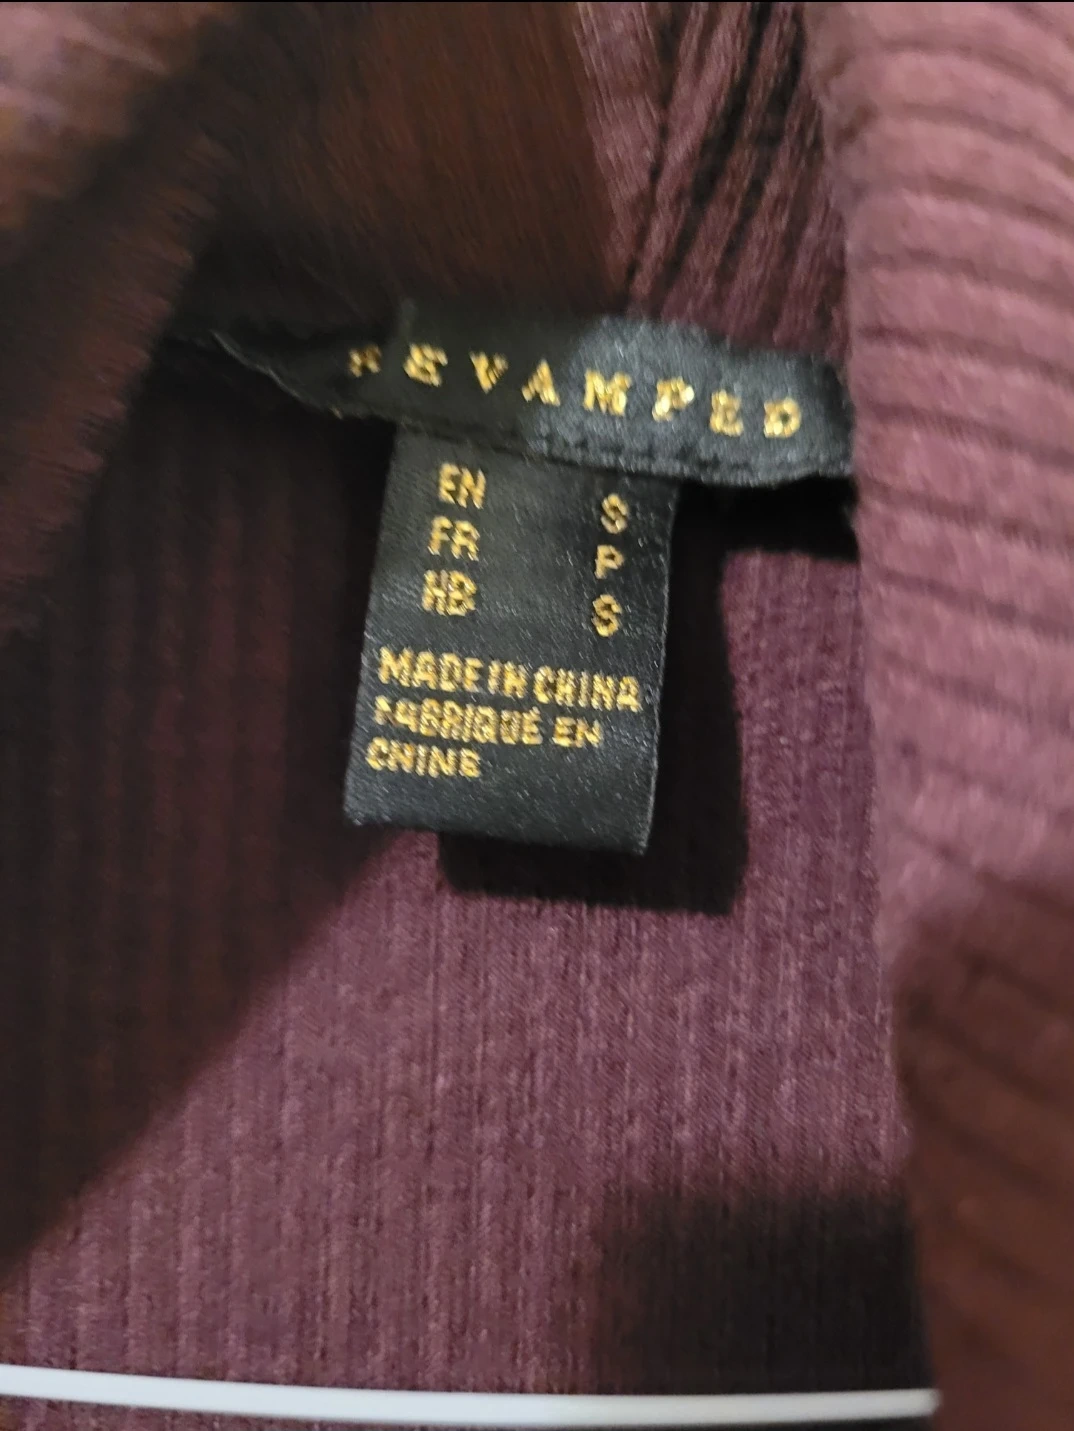 REVAMPED
EN S
FR P
HB S
MADE IN CHINA
FABRIQUÉ EN
CHINE